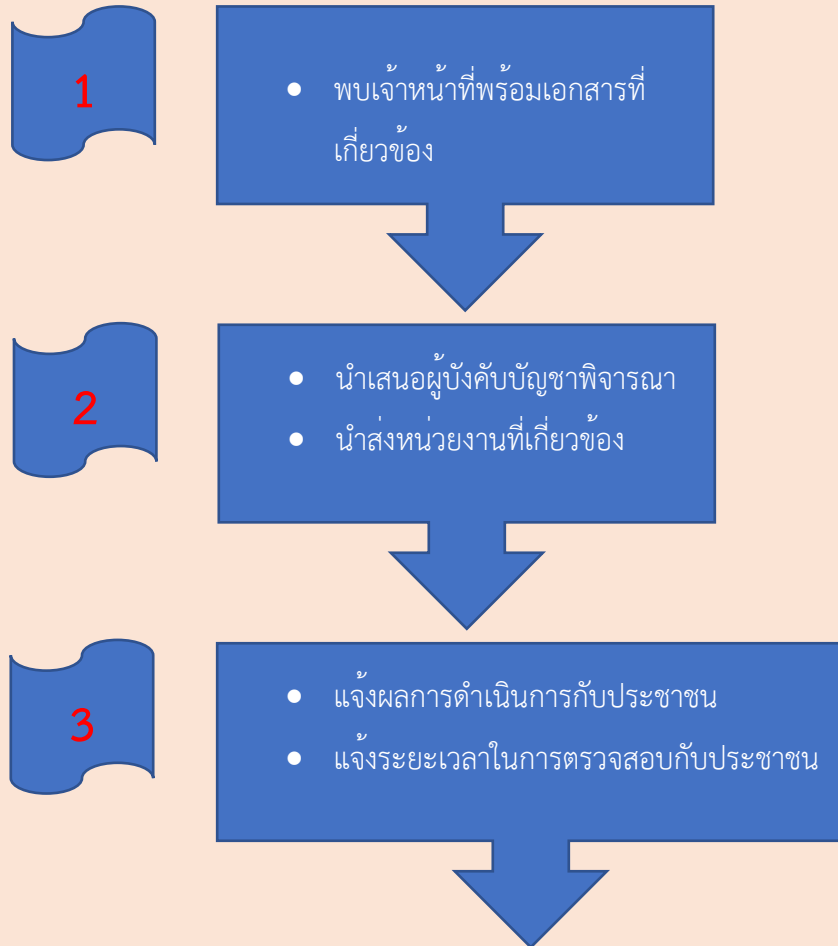 1
• พบเจ้าหน้าที่พร้อมเอกสารที่
เกี่ยวข้อง
2
• นำเสนอผู้บังคับบัญชาพิจารณา
• นำส่งหน่วยงานที่เกี่ยวข้อง
3
• แจ้งผลการดำเนินการกับประชาชน
• แจ้งระยะเวลาในการตรวจสอบกับประชาชน